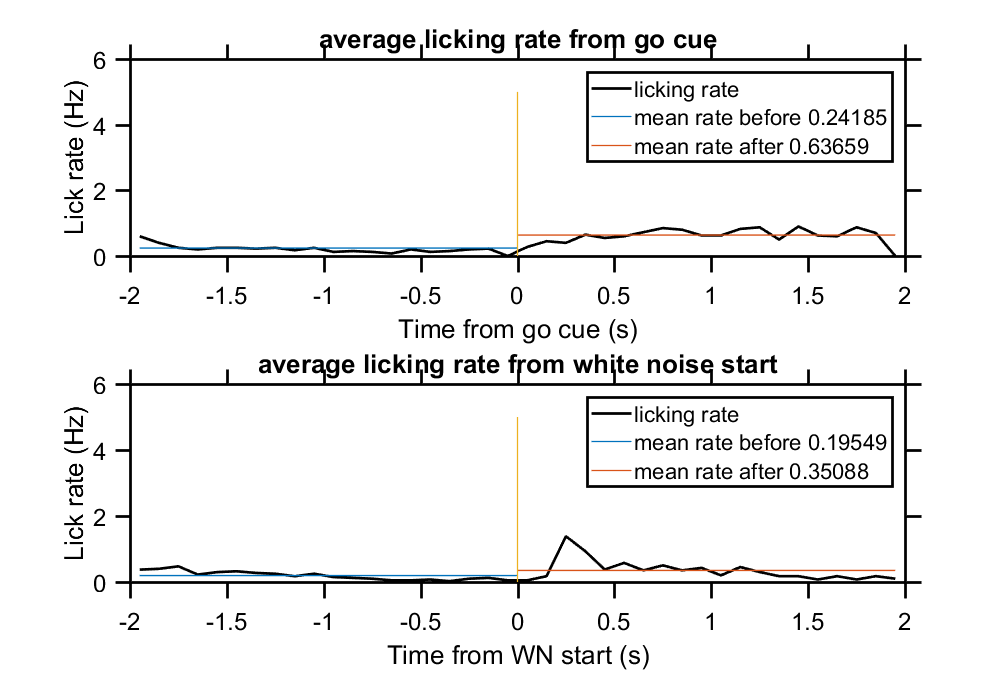 average licking rate from go cue
6
4
2
0
Lick rate (Hz)
licking rate
mean rate before 0.24185
mean rate after 0.63659
-2 -1.5 -1 -0.5 0 0.5 1 1.5 2
Time from go cue (s)
average licking rate from white noise start
6
4
2
0
Lick rate (Hz)
licking rate
mean rate before 0.19549
mean rate after 0.35088
-2 -1.5 -1 -0.5 0 0.5 1 1.5 2
Time from WN start (s)